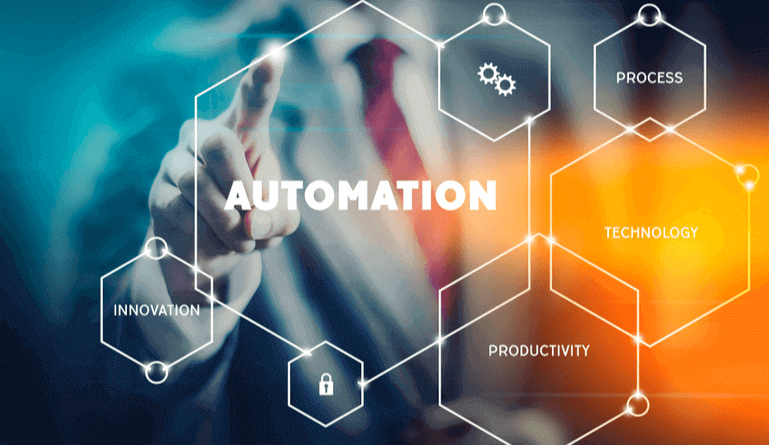 PROCESS
AUTOMATION
TECHNOLOGY
INNOVATION
PRODUCTIVITY